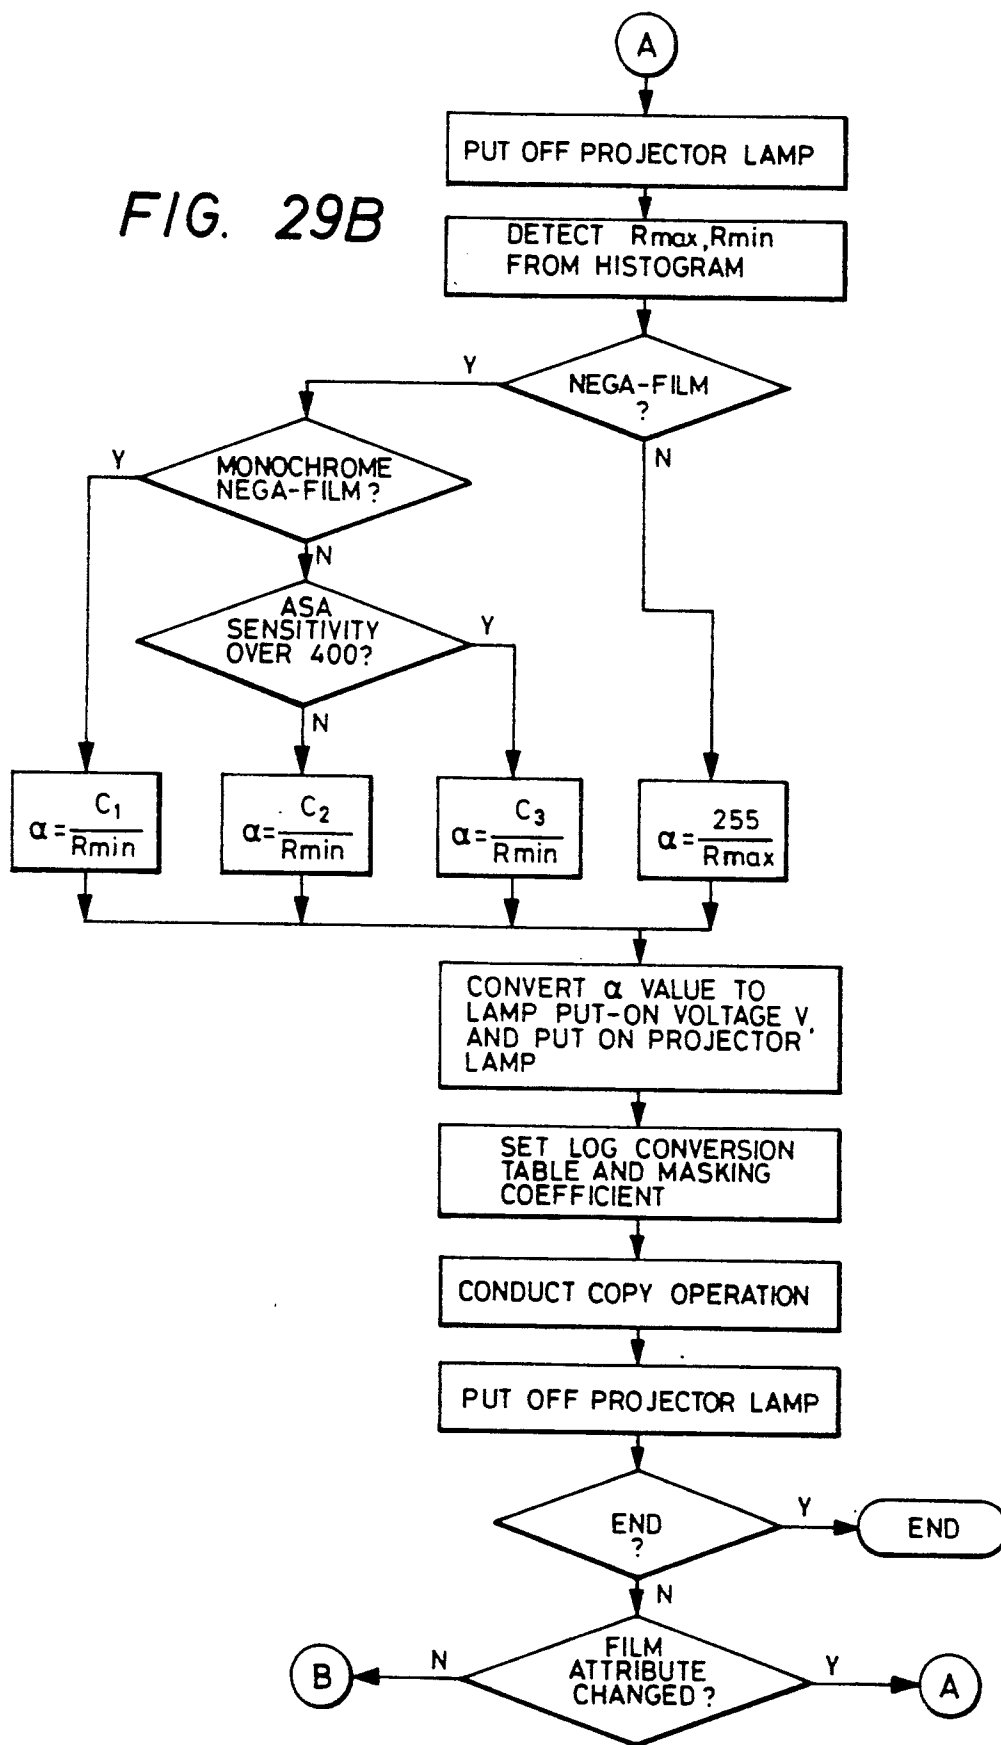 A
PUT OFF PROJECTOR LAMP
FIG. 29B
DETECT Rmax,Rmin
FROM HISTOGRAM
Y
NEGA-FILM
?
N
Y
MONOCHROME
NEGA-FILM?
N
ASA
SENSITIVITY
OVER 400?
Y
N
α=C1/Rmin
α=C2/Rmin
α=C3/Rmin
α=255/Rmax
CONVERT α VALUE TO
LAMP PUT-ON VOLTAGE V,
AND PUT ON PROJECTOR
LAMP
SET LOG CONVERSION
TABLE AND MASKING
COEFFICIENT
CONDUCT COPY OPERATION
PUT OFF PROJECTOR LAMP
END
?
Y
END
N
B
N
FILM
ATTRIBUTE
CHANGED?
Y
A